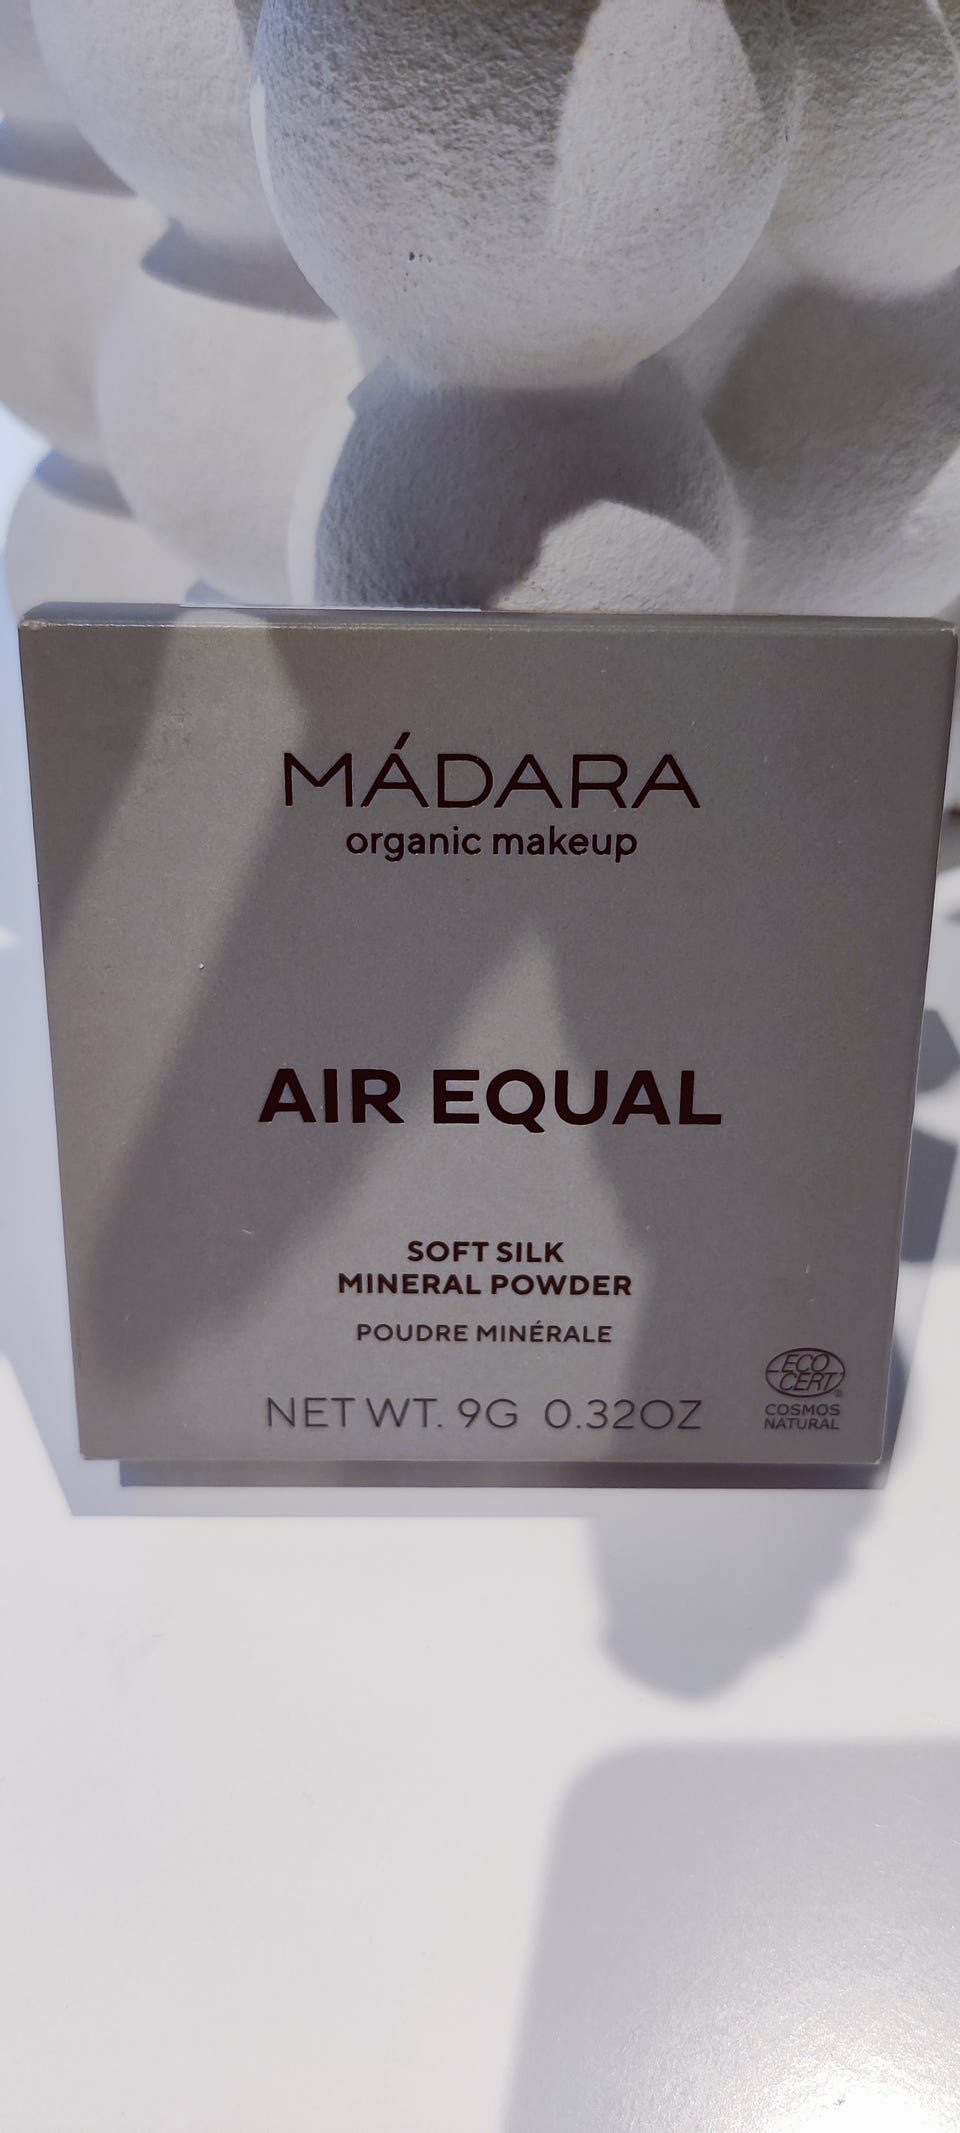 MÁDARA
organic makeup
AIR EQUAL
SOFT SILK
MINERAL POWDER
POUDRE MINÉRALE
NET WT. 9G 0.32OZ
ECO
CERT®
COSMOS
NATURAL